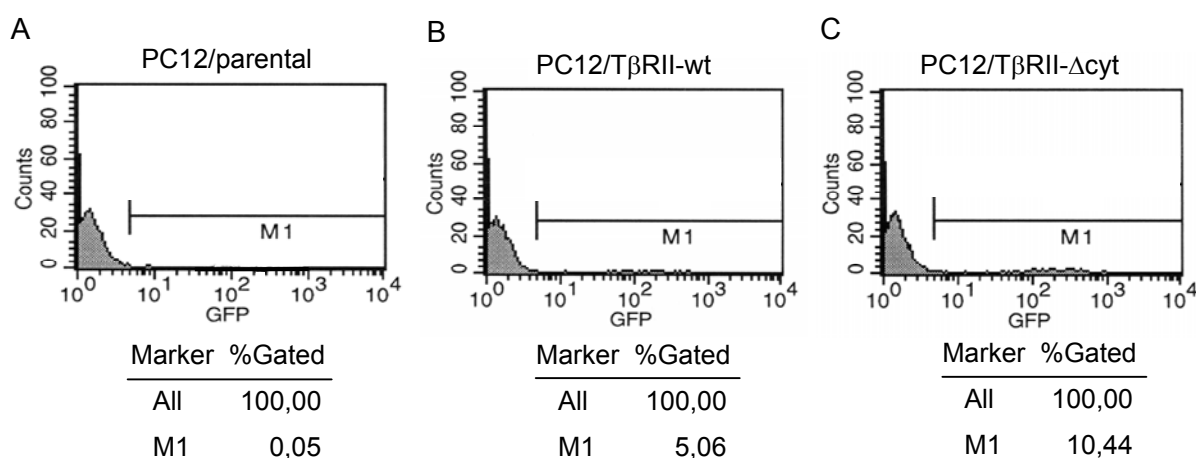 A
PC12/parental
Counts
100
80
60
40
20
0
M1
10^0 10^1 10^2 10^3 10^4
GFP
Marker %Gated
All 100,00
M1 0,05
B
PC12/TβRII-wt
Counts
100
80
60
40
20
0
M1
10^0 10^1 10^2 10^3 10^4
GFP
Marker %Gated
All 100,00
M1 5,06
C
PC12/TβRII-Δcyt
Counts
100
80
60
40
20
0
M1
10^0 10^1 10^2 10^3 10^4
GFP
Marker %Gated
All 100,00
M1 10,44